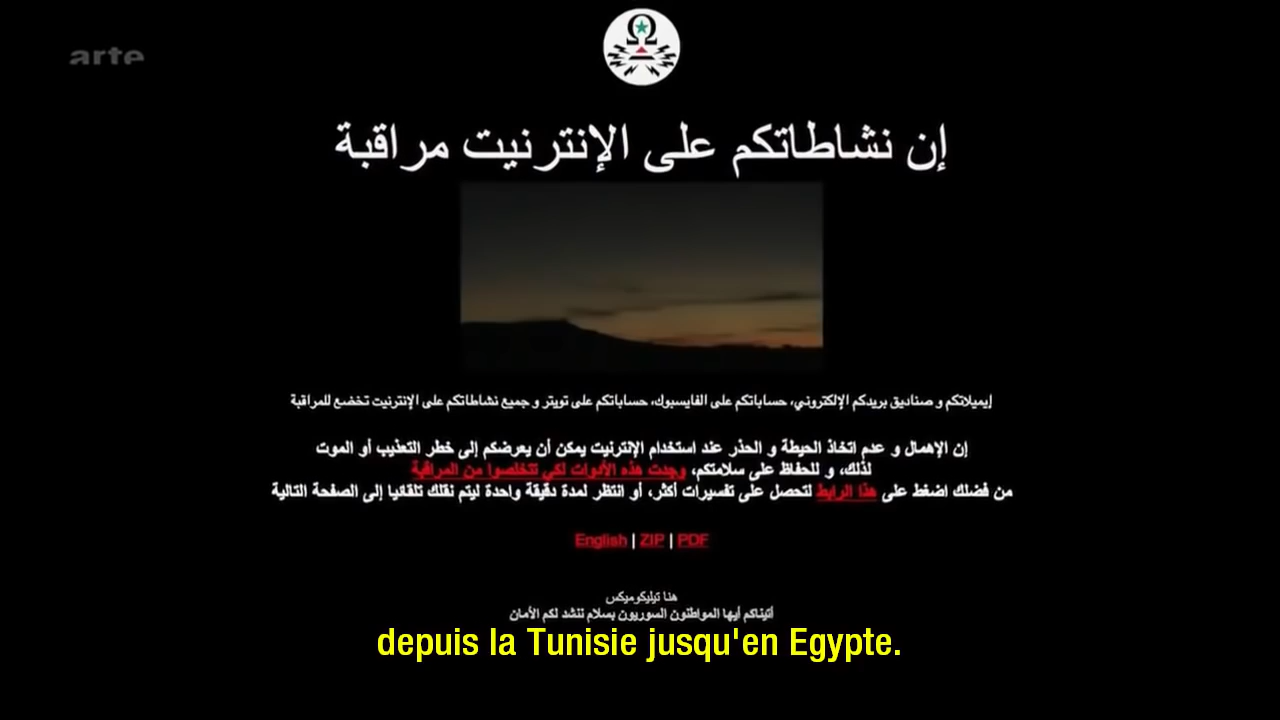 arte
إن نشاطاتكم على الإنترنيت مراقبة
إيميلاتكم و صناديق بريدكم الإلكتروني، حساباتكم على الفايسبوك، حساباتكم على تويتر و جميع نشاطاتكم على الإنترنيت تخضع للمراقبة
إن الإهمال و عدم اتخاذ الحيطة و الحذر عند استخدام الإنترنيت يمكن أن يعرضكم إلى خطر التعذيب أو الموت
لذلك، و للحفاظ على سلامتكم، وجدت هذه الأدوات لكي تتخلصوا من المراقبة
من فضلك اضغط على هذا الرابط لتحصل على تفسيرات أكثر، أو انتظر لمدة دقيقة واحدة ليتم نقلك تلقائيا إلى الصفحة التالية
English | ZIP | PDF
هنا تيليكوميكس
أتيناكم أيها المواطنون السوريون بسلام ننشد لكم الأمان
depuis la Tunisie jusqu'en Egypte.